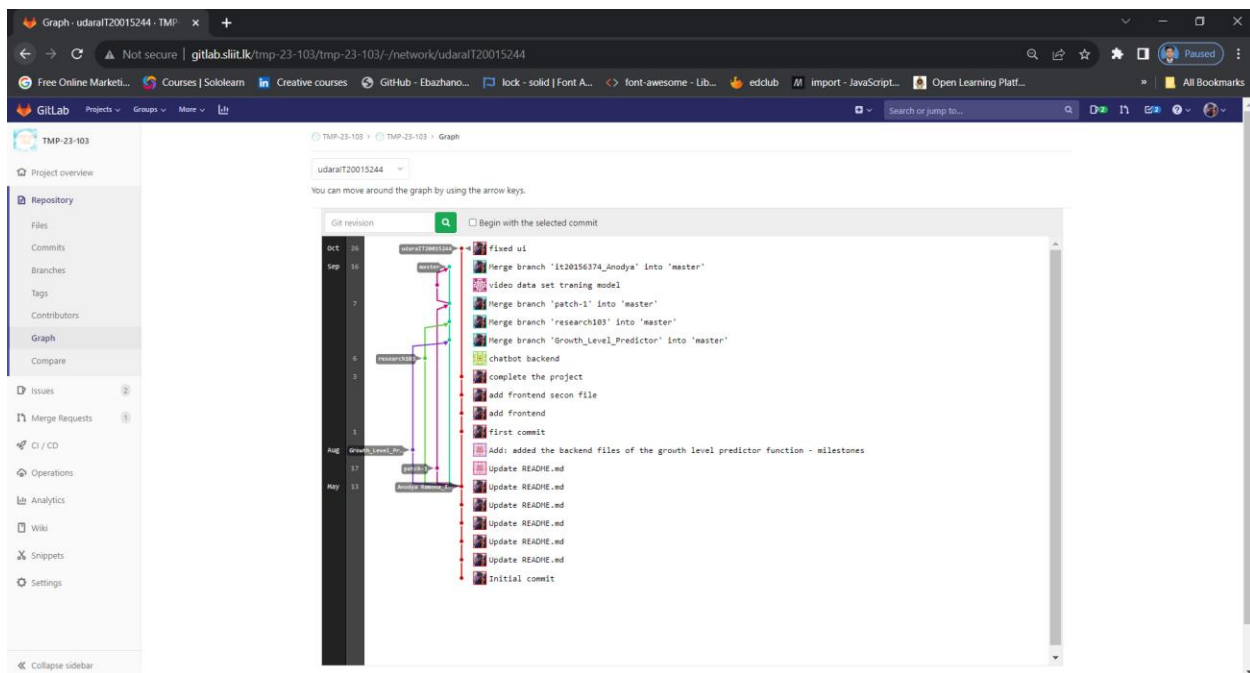 Graph · udaraIT20015244 · TMP-
Not secure | gitlab.sliit.lk/tmp-23-103/tmp-23-103/-/network/udaraIT20015244
Paused
Free Online Marketi... Courses | Sololearn Creative courses GitHub - Ebazhano... lock - solid | Font A... font-awesome - Lib... edclub import - JavaScript... Open Learning Platf... » All Bookmarks
GitLab Projects Groups More Search or jump to... 2 2
TMP-23-103
TMP-23-103 › TMP-23-103 › Graph
Project overview
Repository
Files
Commits
Branches
Tags
Contributors
Graph
Compare
Issues 2
Merge Requests 1
CI / CD
Operations
Analytics
Wiki
Snippets
Settings
Collapse sidebar
udaraIT20015244
You can move around the graph by using the arrow keys.
Git revision Begin with the selected commit
Oct 26 udaraIT20015244 fixed ui
Sep 16 master Merge branch 'it20156374_Anodya' into 'master'
video data set traning model
7 Merge branch 'patch-1' into 'master'
Merge branch 'research103' into 'master'
Merge branch 'Growth_Level_Predictor' into 'master'
6 research103 chatbot backend
3 complete the project
add frontend secon file
add frontend
1 first commit
Aug Growth_Level_Pr… Add: added the backend files of the grouth level predictor function - milestones
17 patch-1 Update README.md
May 13 Update README.md
Update README.md
Update README.md
Update README.md
Update README.md
Initial commit